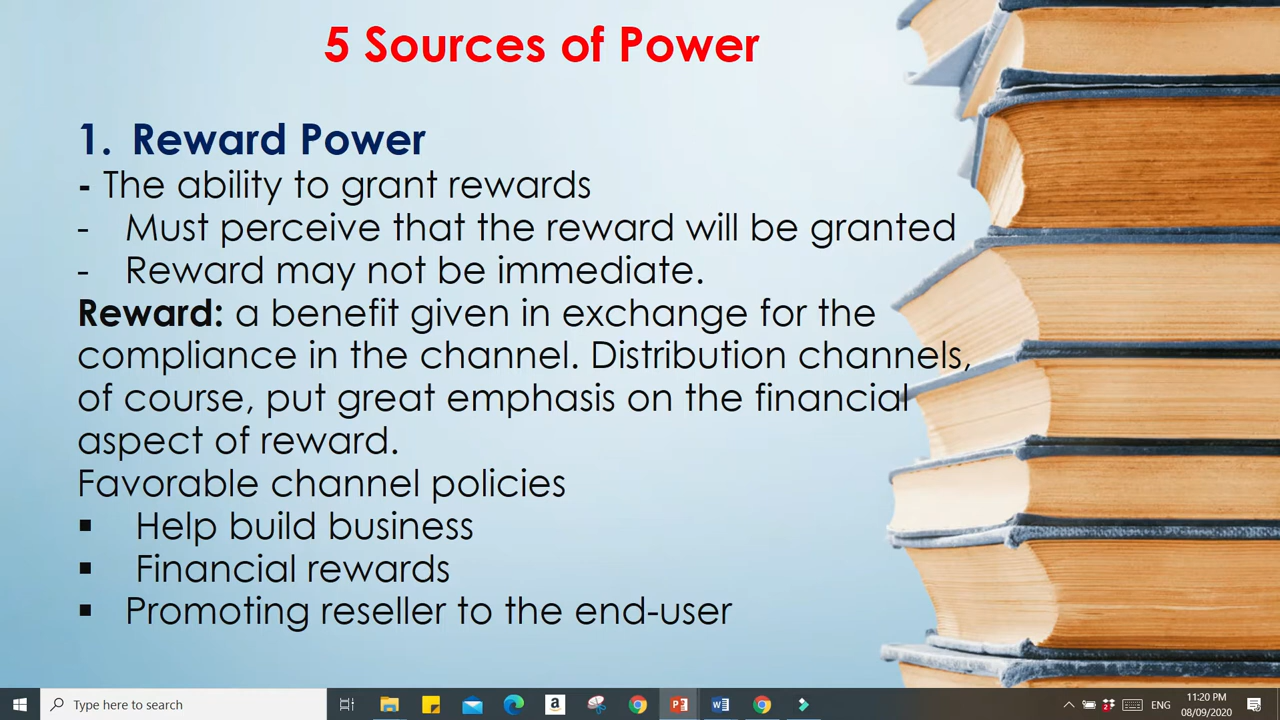 5 Sources of Power
1. Reward Power
- The ability to grant rewards
- Must perceive that the reward will be granted
- Reward may not be immediate.
Reward: a benefit given in exchange for the
compliance in the channel. Distribution channels,
of course, put great emphasis on the financial
aspect of reward.
Favorable channel policies
▪ Help build business
▪ Financial rewards
▪ Promoting reseller to the end-user
Type here to search
ENG
11:20 PM
08/09/2020